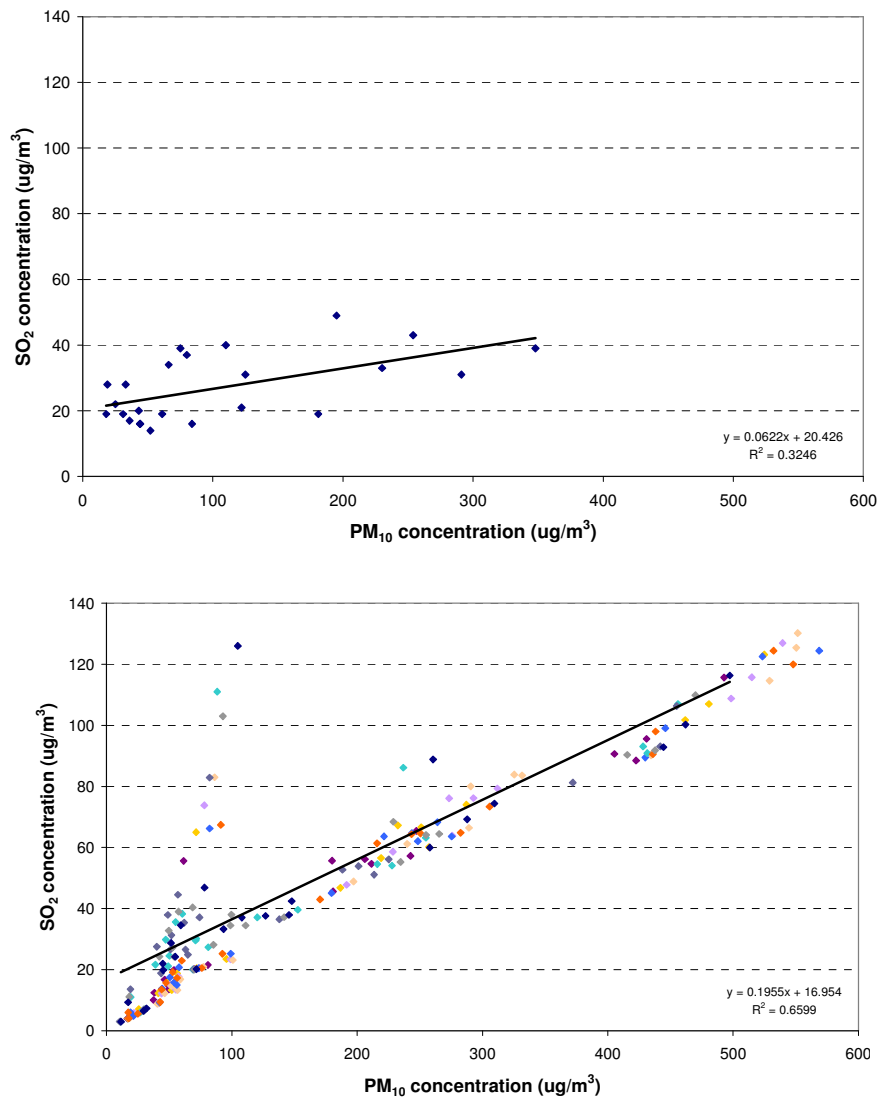 140
120
100
80
60
40
20
0
SO₂ concentration (ug/m³)
y = 0.0622x + 20.426
R² = 0.3246
0 100 200 300 400 500 600
PM₁₀ concentration (ug/m³)
140
120
100
80
60
40
20
0
SO₂ concentration (ug/m³)
y = 0.1955x + 16.954
R² = 0.6599
0 100 200 300 400 500 600
PM₁₀ concentration (ug/m³)